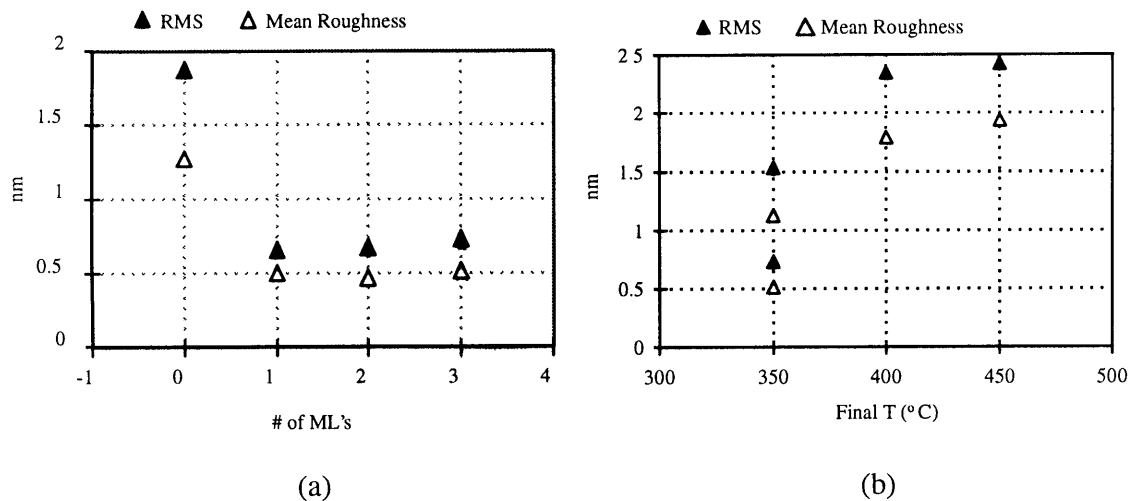 ▲ RMS △ Mean Roughness
2
1.5
1
0.5
0
nm
-1 0 1 2 3 4
# of ML's
(a)
▲ RMS △ Mean Roughness
2.5
2
1.5
1
0.5
0
nm
300 350 400 450 500
Final T (° C)
(b)